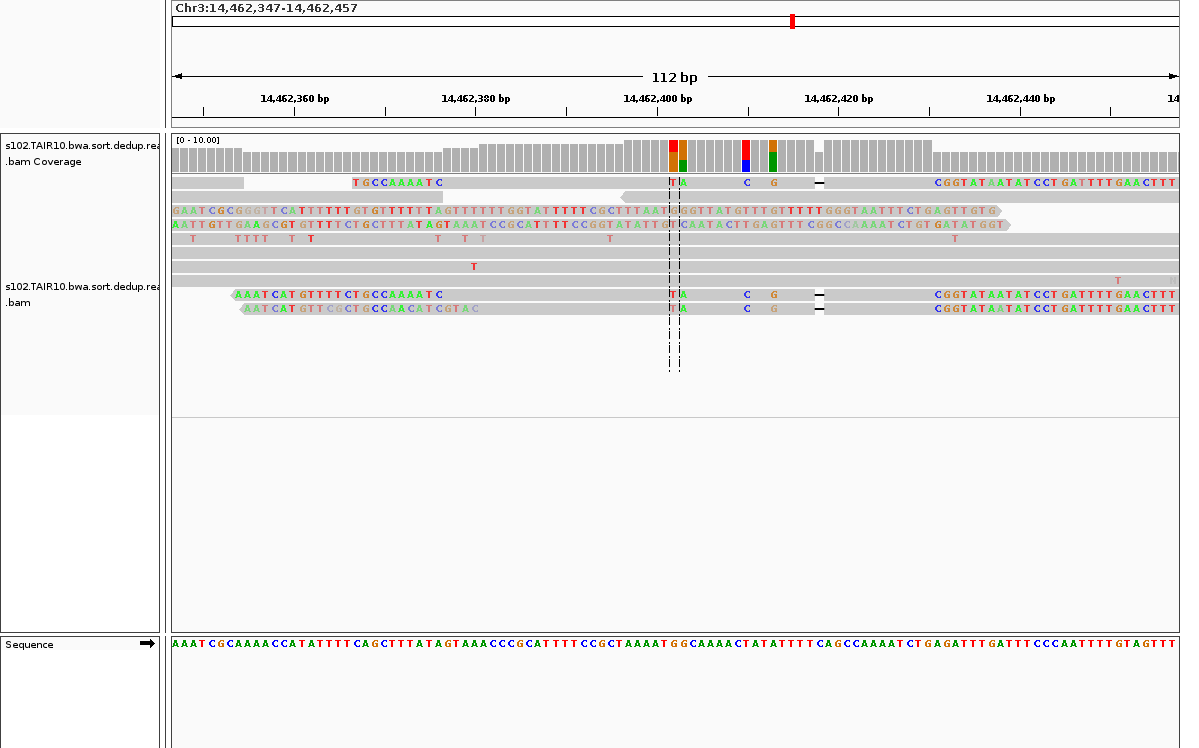 Chr3:14,462,347-14,462,457
112 bp
14,462,360 bp 14,462,380 bp 14,462,400 bp 14,462,420 bp 14,462,440 bp 14
s102.TAIR10.bwa.sort.dedup.rea
.bam Coverage
[0 - 10.00]
TGCCAAAATC T A C G CGGTATAATATCCTGATTTTGAACTTT
GAATCGCGGGTTCATTTTTTGTGTTTTTTAGTTTTTTGGTATTTTTCGCTTTAATGGGTTATGTTTGTTTTTGGGTAATTTCTGAGTTGTG
AATTGTTGAAGCGTGTTTTCTGCTTTATAGTAAATCCGCATTTTCCGGTATATTGTCAATACTTGAGTTTCGGCCAAAATCTGTGATATGGT
T TTTT T T T T T T T
T
T
s102.TAIR10.bwa.sort.dedup.rea
.bam
AAATCATGTTTTCTGCCAAAATC T A C G CGGTATAATATCCTGATTTTGAACTTT
AATCATGTTCGCTGCCAACATCGTAC T A C G CGGTATAATATCCTGATTTTGAACTTT
Sequence
AAATCGCAAAACCATATTTTCAGCTTTATAGTAAACCCGCATTTTCCGCTAAAATGGCAAAACTATATTTTCAGCCAAAATCTGAGATTTGATTTCCCAATTTTGTAGTTT